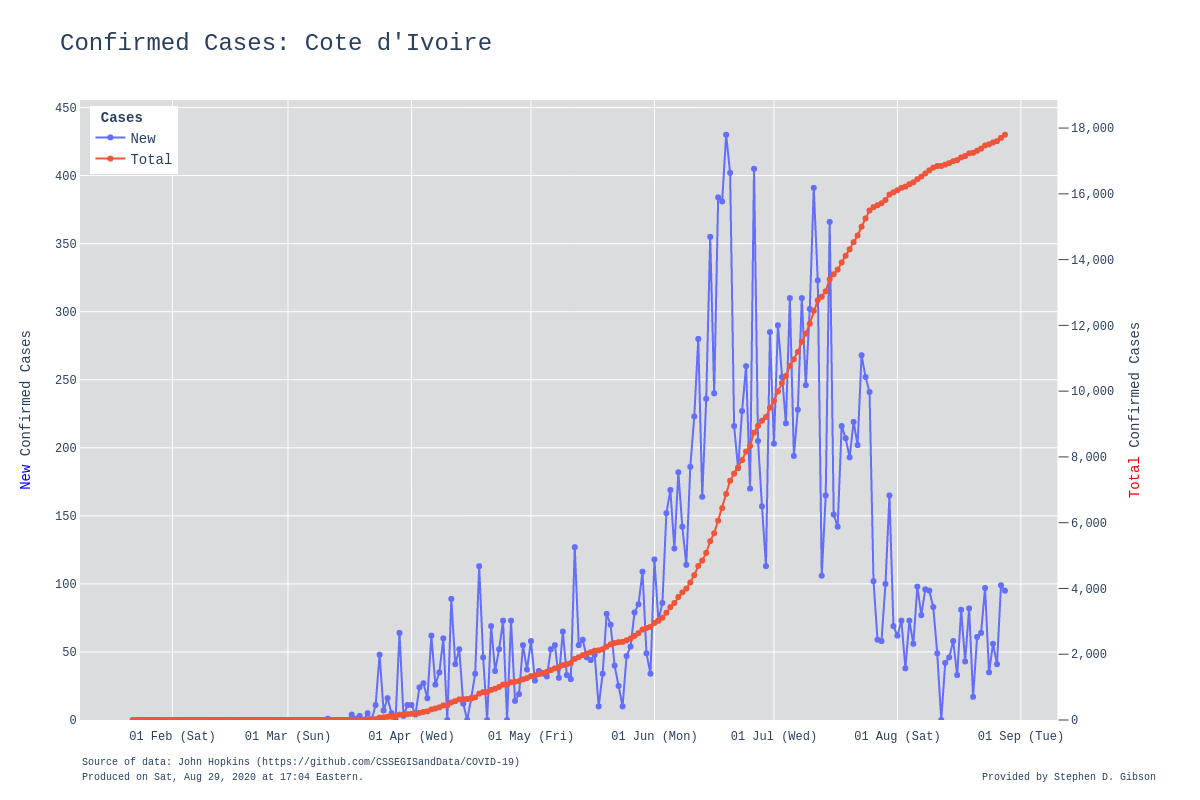 Confirmed Cases: Cote d'Ivoire
Cases
New
Total
450
400
350
300
250
200
150
100
50
0
18,000
16,000
14,000
12,000
10,000
8,000
6,000
4,000
2,000
0
New Confirmed Cases
Total Confirmed Cases
01 Feb (Sat) 01 Mar (Sun) 01 Apr (Wed) 01 May (Fri) 01 Jun (Mon) 01 Jul (Wed) 01 Aug (Sat) 01 Sep (Tue)
Source of data: John Hopkins (https://github.com/CSSEGISandData/COVID-19)
Produced on Sat, Aug 29, 2020 at 17:04 Eastern.
Provided by Stephen D. Gibson